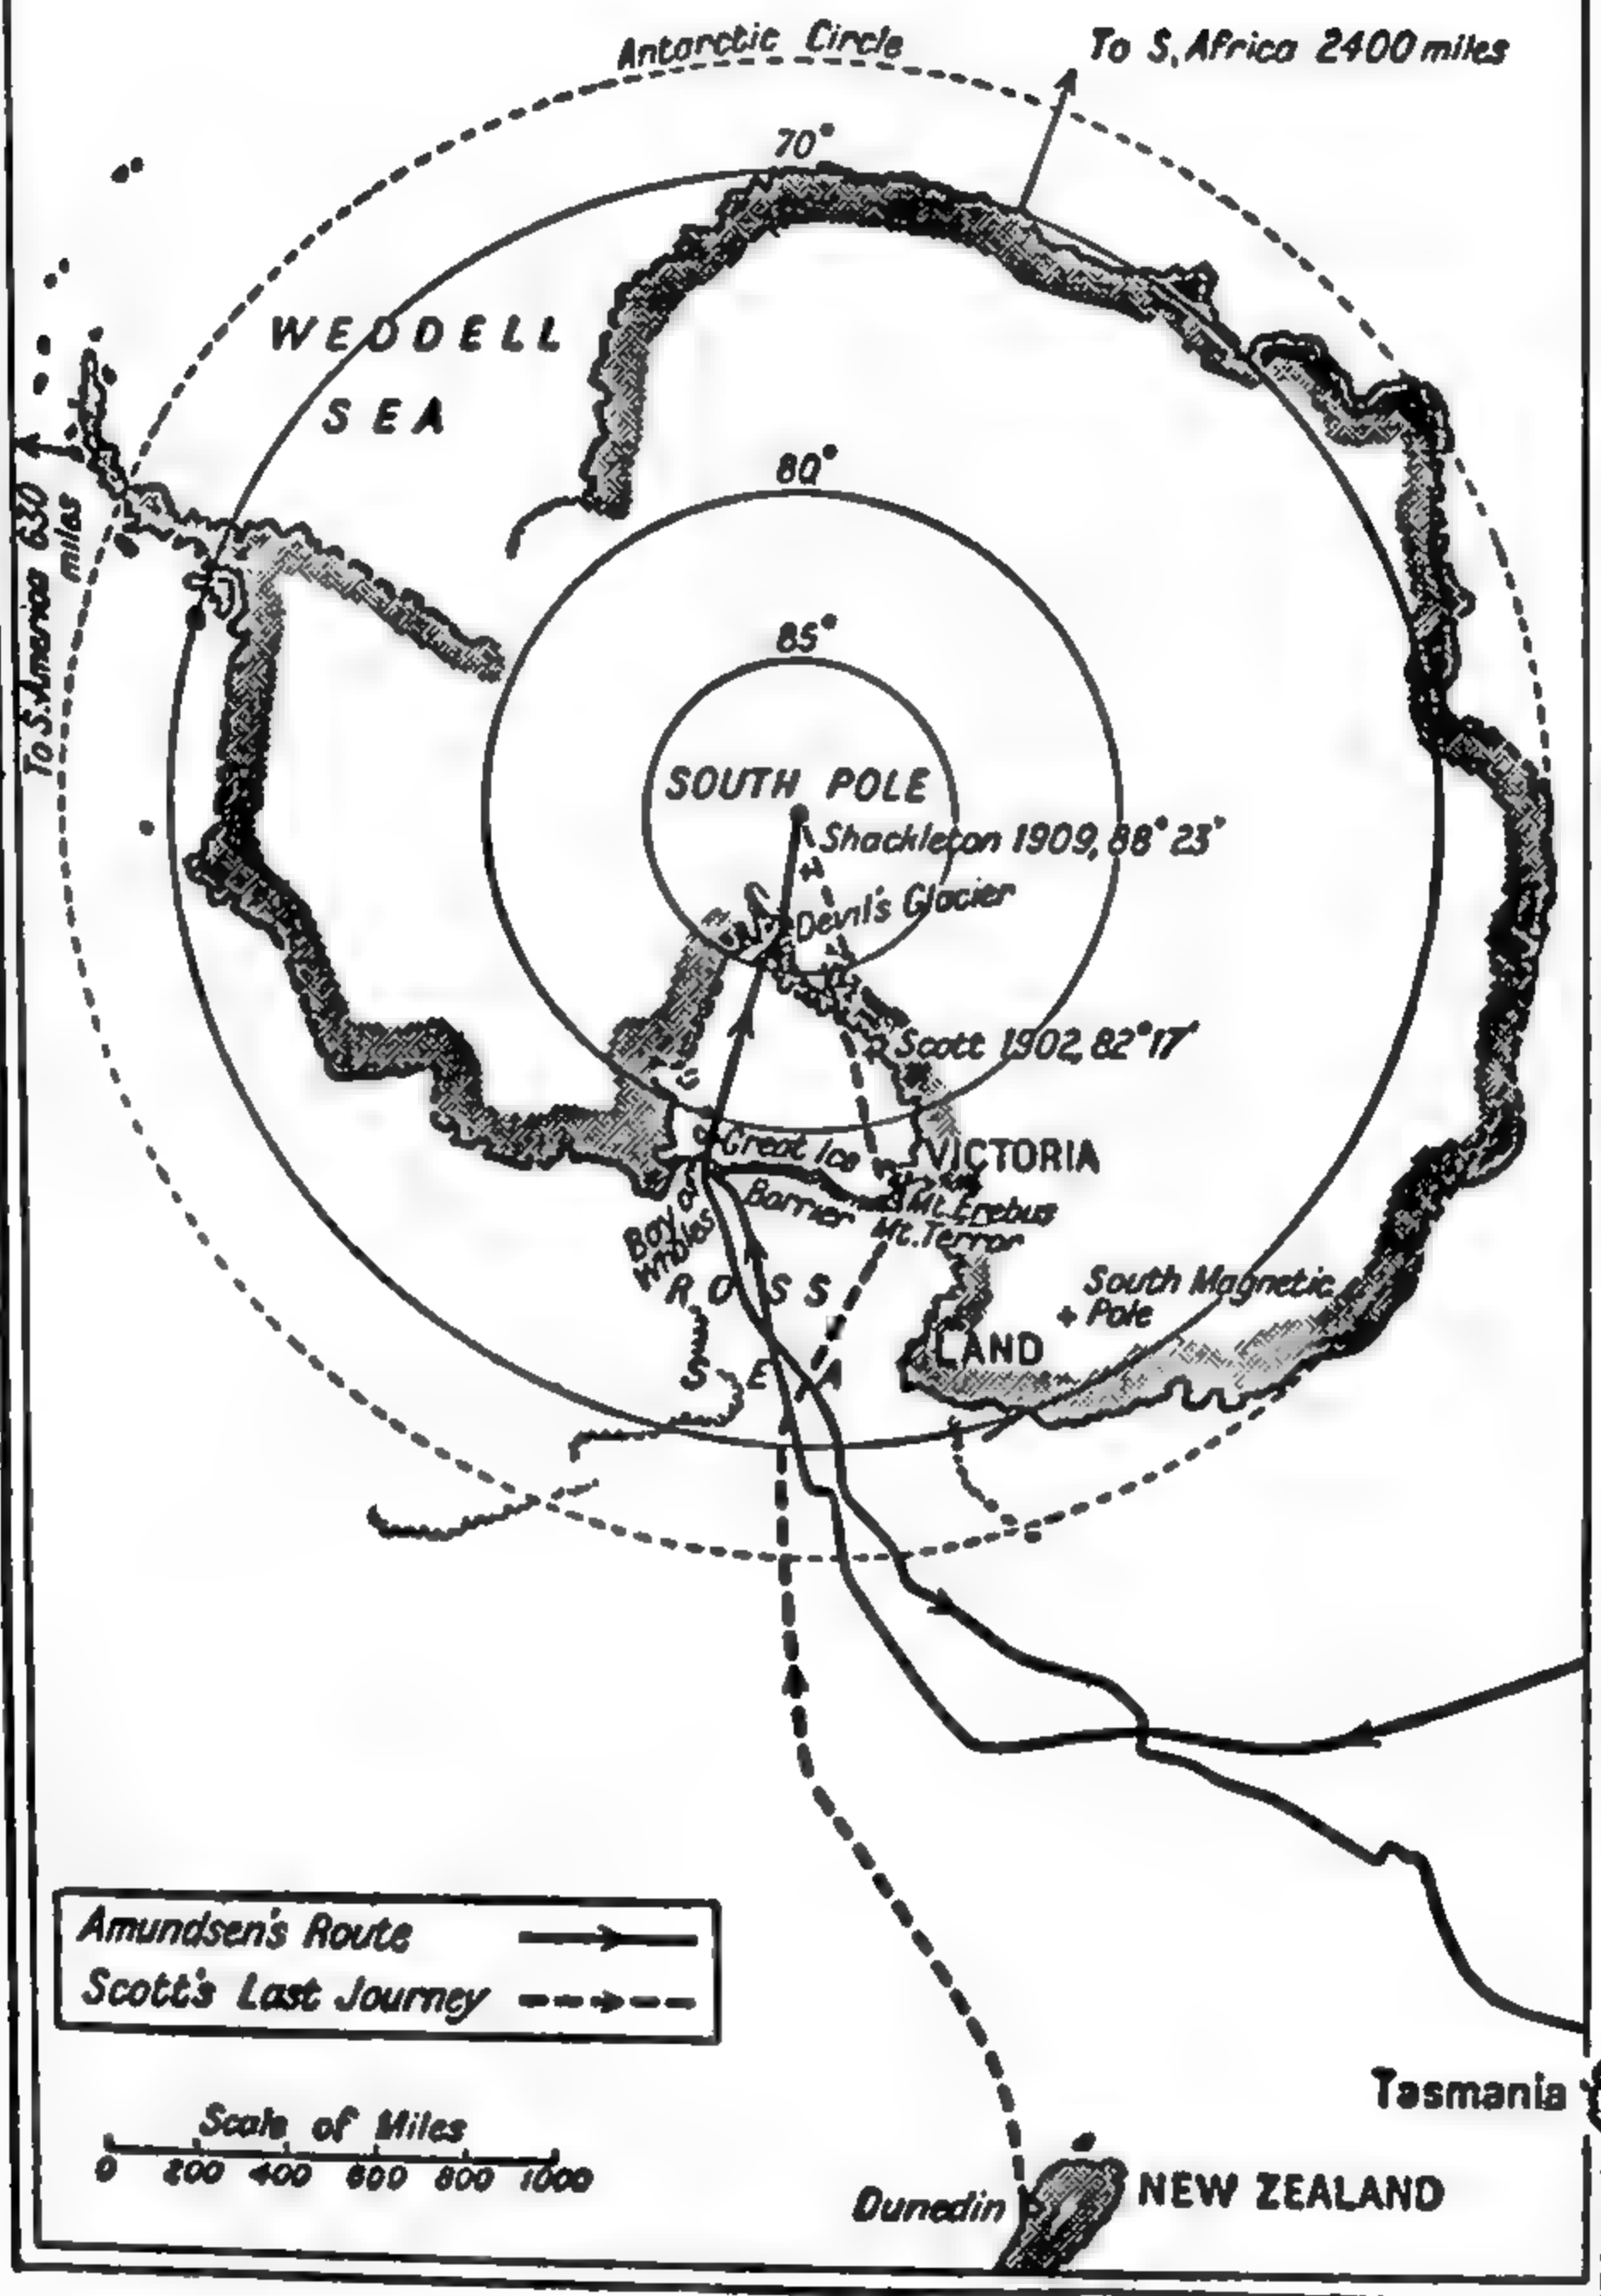 Antarctic Circle
To S. Africa 2400 miles
70°
WEDDELL
SEA
80°
To S. America 630
miles
85°
SOUTH POLE
Shackleton 1909, 88° 23'
Devil's Glacier
Scott 1902, 82° 17'
Great Ice
Barrier
VICTORIA
Mt. Erebus
Mt. Terror
Bay of
Whales
ROSS
SE
South Magnetic
Pole
LAND
Amundsen's Route
Scott's Last Journey
Scale of Miles
0 200 400 600 800 1000
Tasmania
Dunedin
NEW ZEALAND